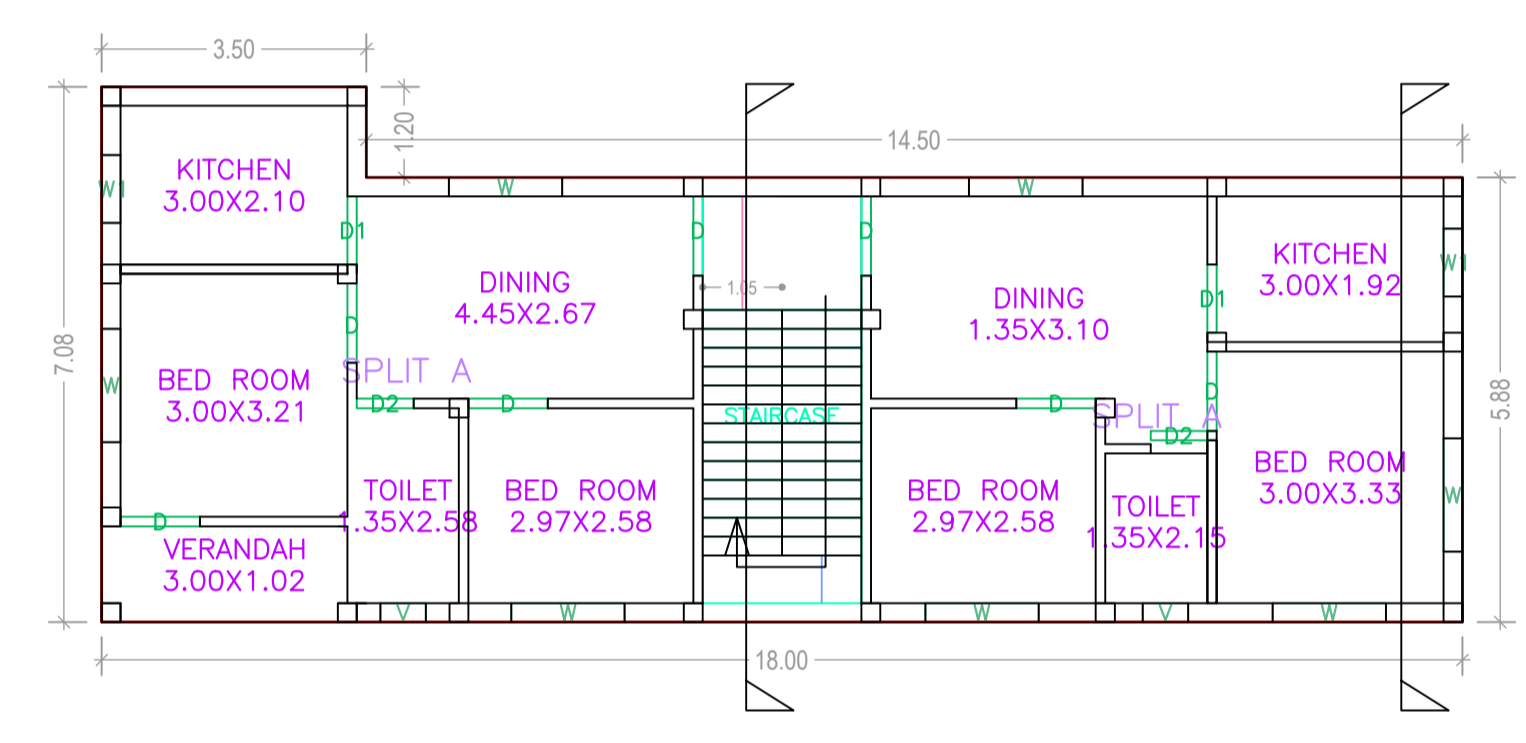 3.50
1.20
14.50
KITCHEN
3.00X2.10
W1
W
W
D1
D
D
KITCHEN
3.00X1.92
W1
DINING
4.45X2.67
1.05
DINING
1.35X3.10
D1
7.08
D
SPLIT A
BED ROOM
3.00X3.21
W
D2
D
STAIRCASE
D
D
SPLIT A
D2
5.88
BED ROOM
3.00X3.33
W
TOILET
1.35X2.58
BED ROOM
2.97X2.58
BED ROOM
2.97X2.58
TOILET
1.35X2.15
D
VERANDAH
3.00X1.02
V
W
W
V
W
18.00